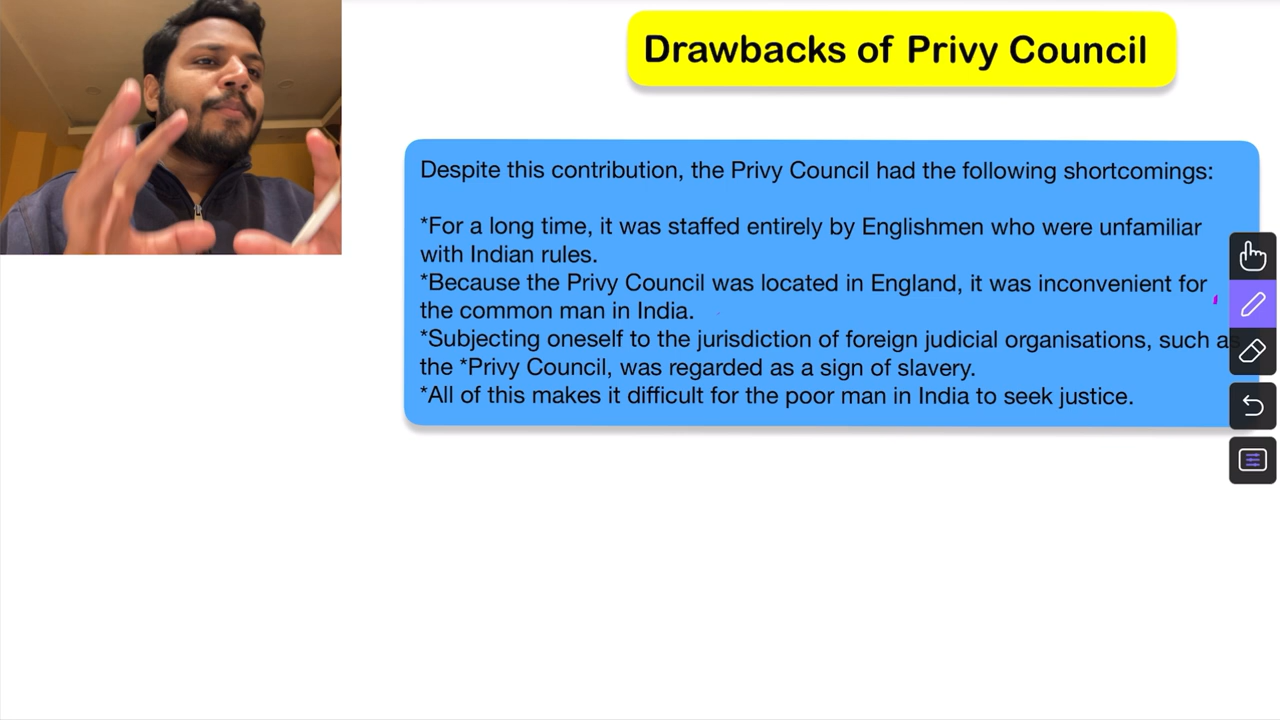 Drawbacks of Privy Council
Despite this contribution, the Privy Council had the following shortcomings:
*For a long time, it was staffed entirely by Englishmen who were unfamiliar
with Indian rules.
*Because the Privy Council was located in England, it was inconvenient for
the common man in India.
*Subjecting oneself to the jurisdiction of foreign judicial organisations, such as
the *Privy Council, was regarded as a sign of slavery.
*All of this makes it difficult for the poor man in India to seek justice.